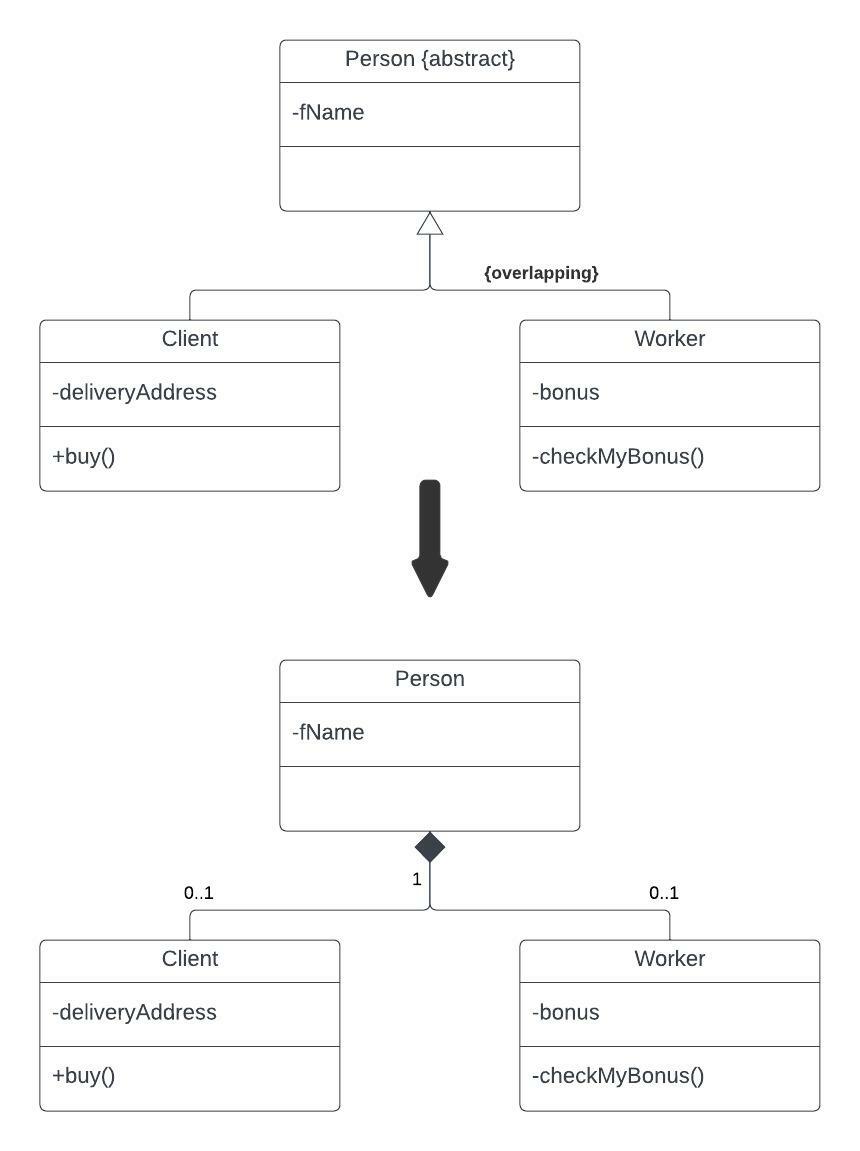 Person {abstract}
-fName
{overlapping}
Client
-deliveryAddress
+buy()
Worker
-bonus
-checkMyBonus()
Person
-fName
1
0..1
0..1
Client
-deliveryAddress
+buy()
Worker
-bonus
-checkMyBonus()